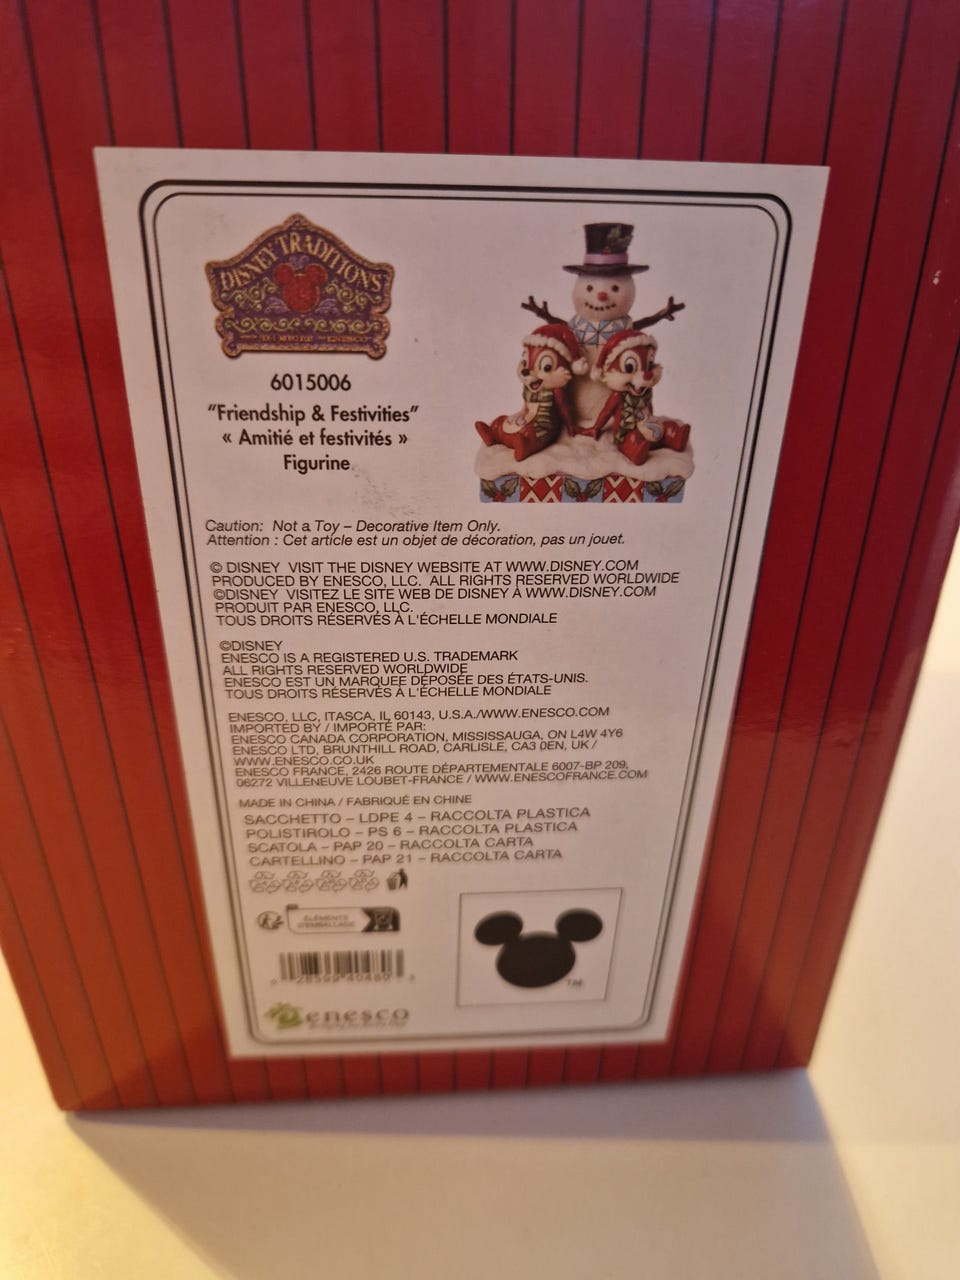 DISNEY TRADITIONS
6015006
"Friendship & Festivities"
« Amitié et festivités »
Figurine
Caution: Not a Toy – Decorative Item Only.
Attention : Cet article est un objet de décoration, pas un jouet.
© DISNEY VISIT THE DISNEY WEBSITE AT WWW.DISNEY.COM
PRODUCED BY ENESCO, LLC. ALL RIGHTS RESERVED WORLDWIDE
©DISNEY VISITEZ LE SITE WEB DE DISNEY À WWW.DISNEY.COM
PRODUIT PAR ENESCO, LLC.
TOUS DROITS RÉSERVÉS À L'ÉCHELLE MONDIALE
©DISNEY
ENESCO IS A REGISTERED U.S. TRADEMARK
ALL RIGHTS RESERVED WORLDWIDE
ENESCO EST UN MARQUEE DÉPOSÉE DES ÉTATS-UNIS.
TOUS DROITS RÉSERVÉS À L'ÉCHELLE MONDIALE
ENESCO, LLC, ITASCA, IL 60143, U.S.A./WWW.ENESCO.COM
IMPORTED BY / IMPORTÉ PAR:
ENESCO CANADA CORPORATION, MISSISSAUGA, ON L4W 4Y6
ENESCO LTD, BRUNTHILL ROAD, CARLISLE, CA3 0EN, UK /
WWW.ENESCO.CO.UK
ENESCO FRANCE, 2426 ROUTE DÉPARTEMENTALE 6007-BP 209,
06272 VILLENEUVE LOUBET-FRANCE / WWW.ENESCOFRANCE.COM
MADE IN CHINA / FABRIQUÉ EN CHINE
SACCHETTO – LDPE 4 – RACCOLTA PLASTICA
POLISTIROLO – PS 6 – RACCOLTA PLASTICA
SCATOLA – PAP 20 – RACCOLTA CARTA
CARTELLINO – PAP 21 – RACCOLTA CARTA
ÉLÉMENTS
D'EMBALLAGE
TM
enesco